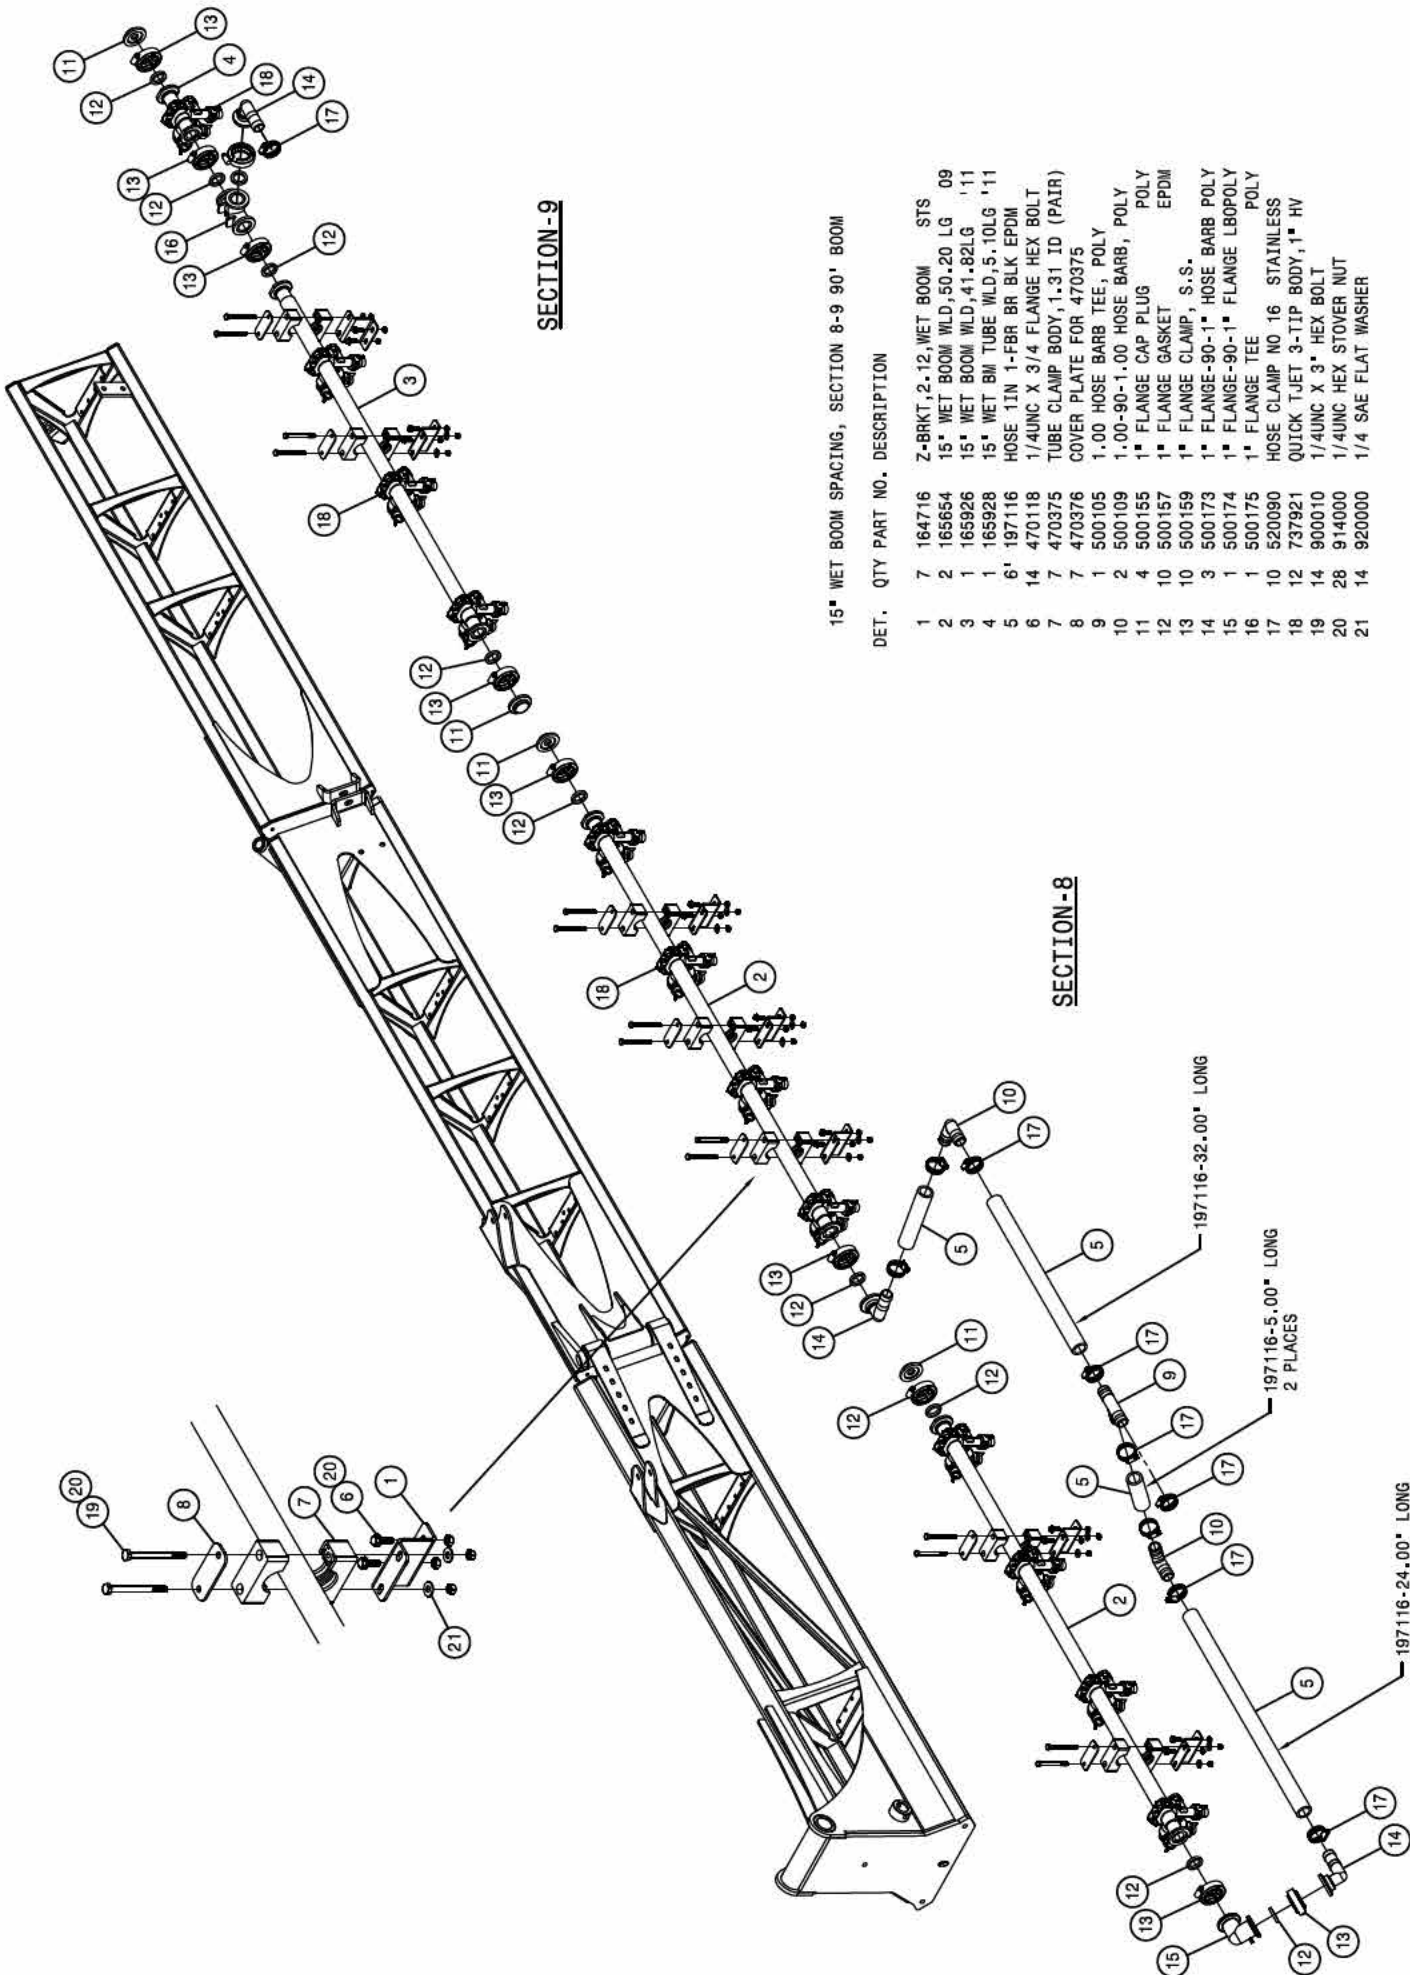 15" WET BOOM SPACING, SECTION 8-9 90' BOOM
DET. QTY PART NO. DESCRIPTION
1 7 164716 Z-BRKT,2.12,WET BOOM STS
2 2 165654 15" WET BOOM WLD,50.20 LG 09
3 1 165926 15" WET BOOM WLD,41.82LG '11
4 1 165928 15" WET BM TUBE WLD,5.10LG '11
5 6' 197116 HOSE 1IN 1-FBR BR BLK EPDM
6 14 470118 1/4UNC X 3/4 FLANGE HEX BOLT
7 7 470375 TUBE CLAMP BODY,1.31 ID (PAIR)
8 7 470376 COVER PLATE FOR 470375
9 1 500105 1.00 HOSE BARB TEE, POLY
10 2 500109 1.00-90-1.00 HOSE BARB, POLY
11 4 500155 1" FLANGE CAP PLUG POLY
12 10 500157 1" FLANGE GASKET EPDM
13 10 500159 1" FLANGE CLAMP, S.S.
14 3 500173 1" FLANGE-90-1" HOSE BARB POLY
15 1 500174 1" FLANGE-90-1" FLANGE LBOPOLY
16 1 500175 1" FLANGE TEE POLY
17 10 520090 HOSE CLAMP NO 16 STAINLESS
18 12 737921 QUICK TJET 3-TIP BODY,1" HV
19 14 900010 1/4UNC X 3" HEX BOLT
20 28 914000 1/4UNC HEX STOVER NUT
21 14 920000 1/4 SAE FLAT WASHER
SECTION-9
11
13
12
4
18
14
17
13
12
16
13
12
3
18
12
13
11
SECTION-8
11
13
12
18
2
10
17
13
12
14
5
5
197116-32.00" LONG
11
12
12
17
9
197116-5.00" LONG
2 PLACES
17
5
17
10
17
2
5
197116-24.00" LONG
17
14
12
13
15
12
13
20
19
8
7
20
6
1
21